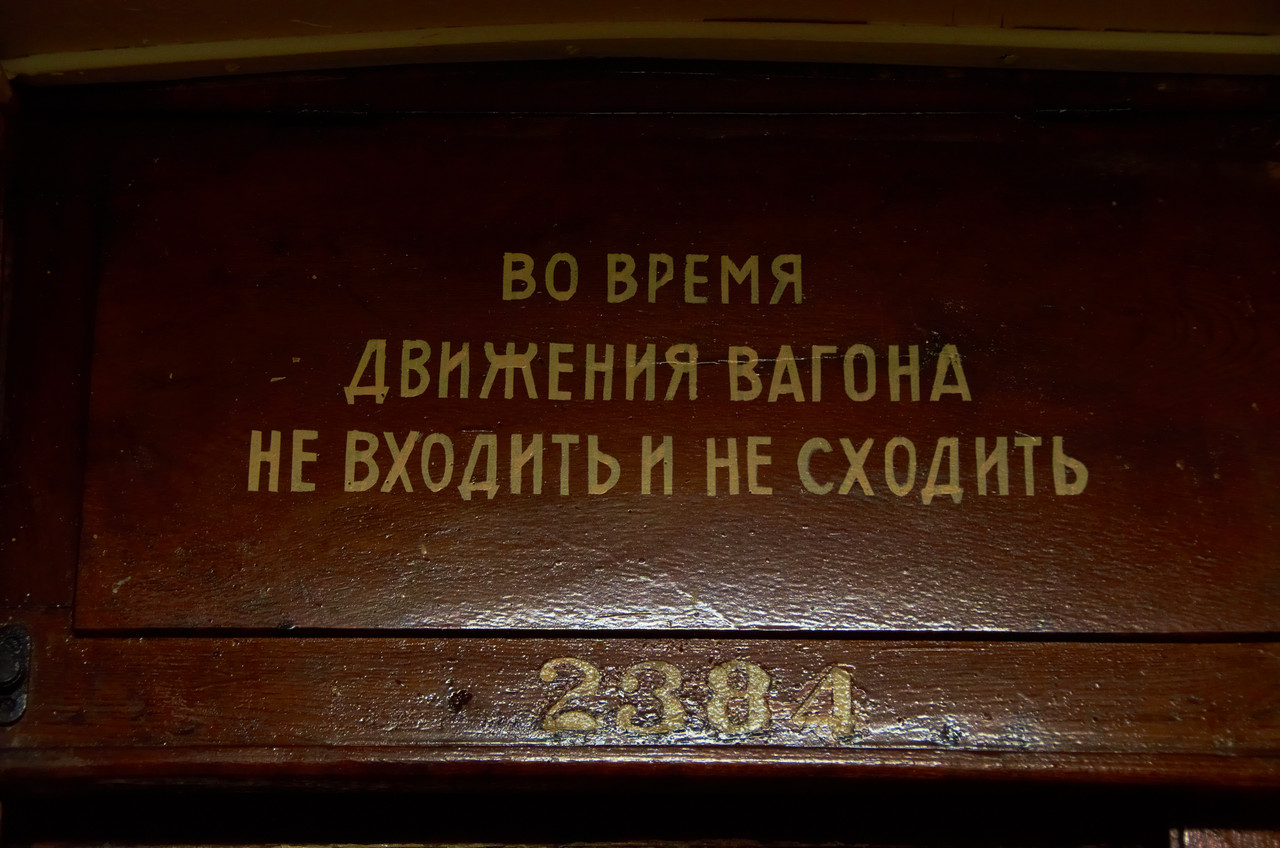 ВО ВРЕМЯ
ДВИЖЕНИЯ ВАГОНА
НЕ ВХОДИТЬ И НЕ СХОДИТЬ
2384